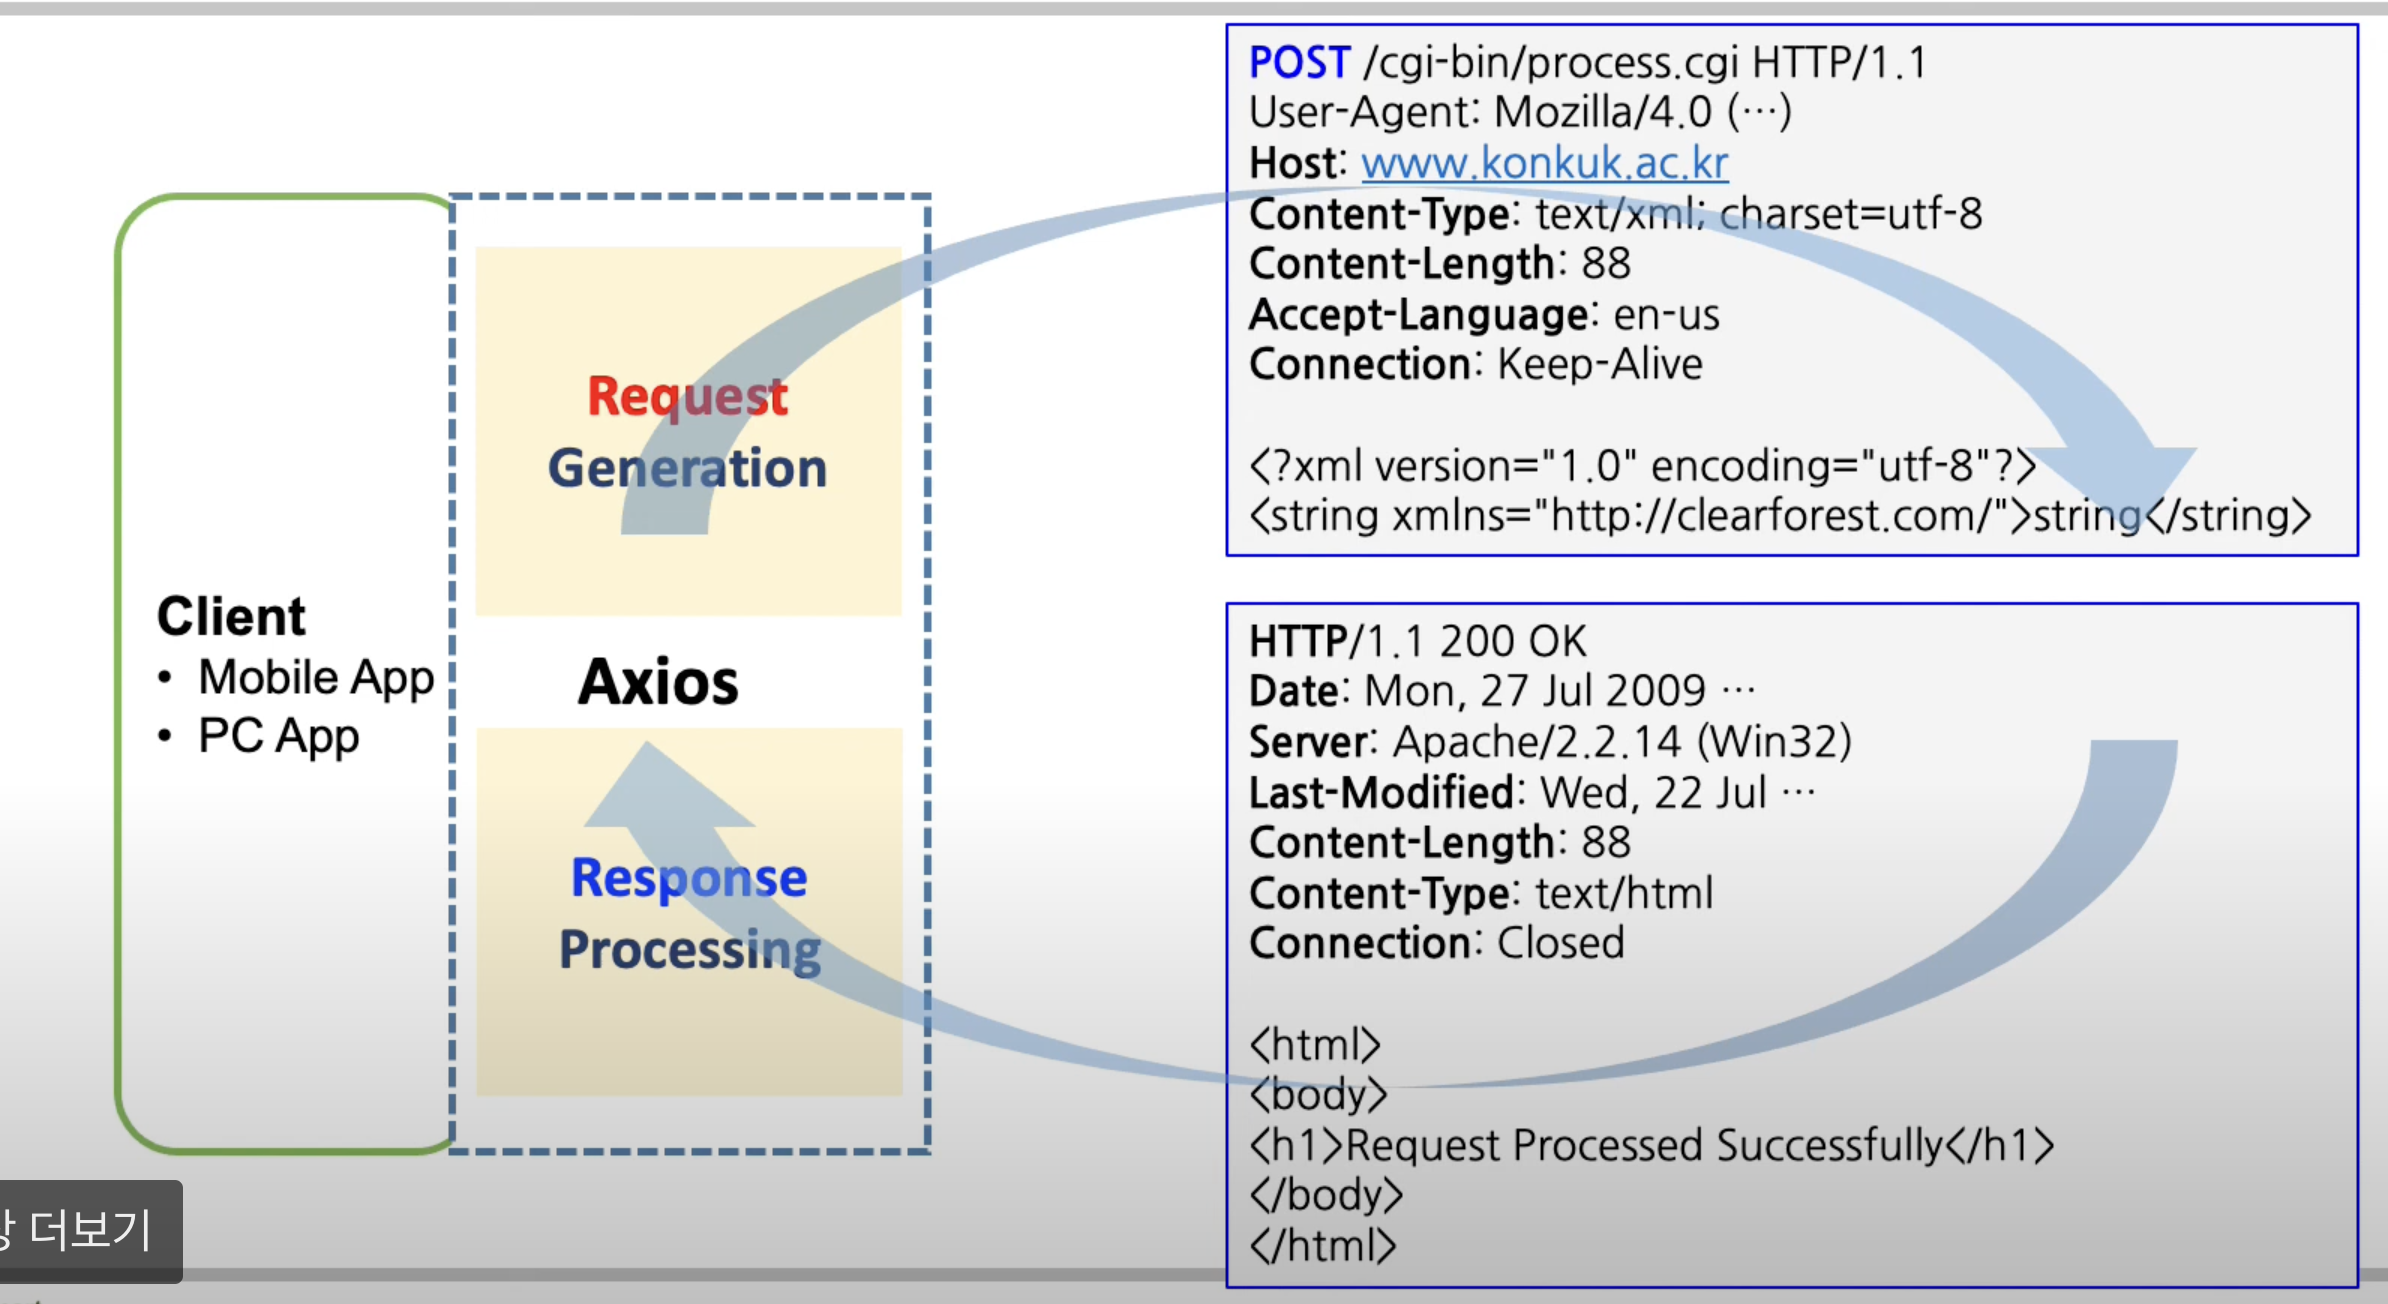 Client
• Mobile App
• PC App
Request
Generation
Axios
Response
Processing
POST /cgi-bin/process.cgi HTTP/1.1
User-Agent: Mozilla/4.0 (…)
Host: www.konkuk.ac.kr
Content-Type: text/xml; charset=utf-8
Content-Length: 88
Accept-Language: en-us
Connection: Keep-Alive
<?xml version="1.0" encoding="utf-8"?>
<string xmlns="http://clearforest.com/">string</string>
HTTP/1.1 200 OK
Date: Mon, 27 Jul 2009 …
Server: Apache/2.2.14 (Win32)
Last-Modified: Wed, 22 Jul …
Content-Length: 88
Content-Type: text/html
Connection: Closed
<html>
<body>
<h1>Request Processed Successfully</h1>
</body>
</html>
더보기